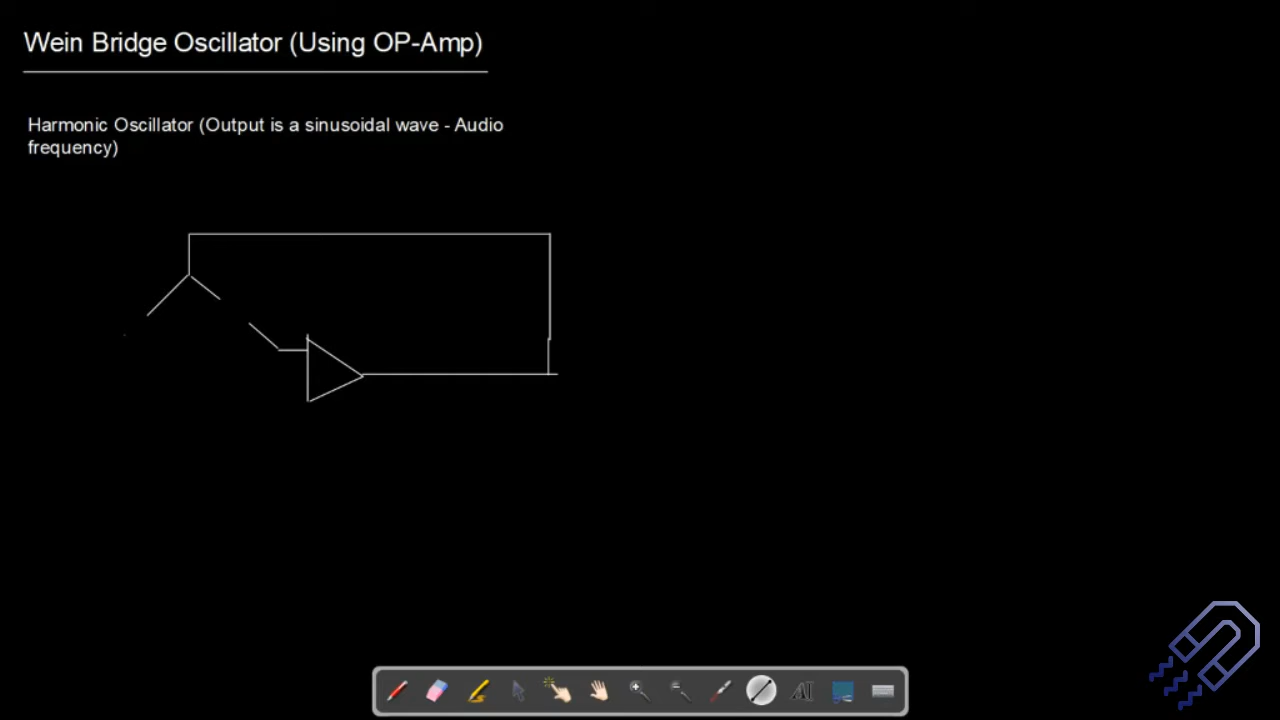 Wein Bridge Oscillator (Using OP-Amp)
Harmonic Oscillator (Output is a sinusoidal wave - Audio
frequency)